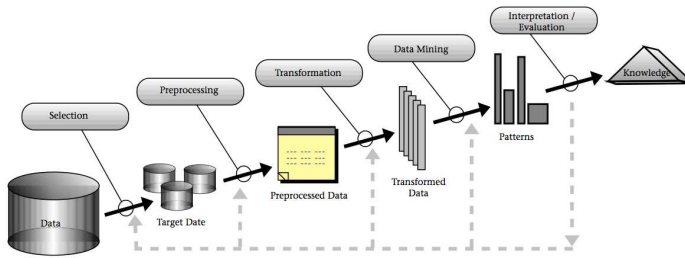 Interpretation /
Evaluation
Data Mining
Transformation
Preprocessing
Selection
Data
Target Date
Preprocessed Data
Transformed
Data
Patterns
Knowledge